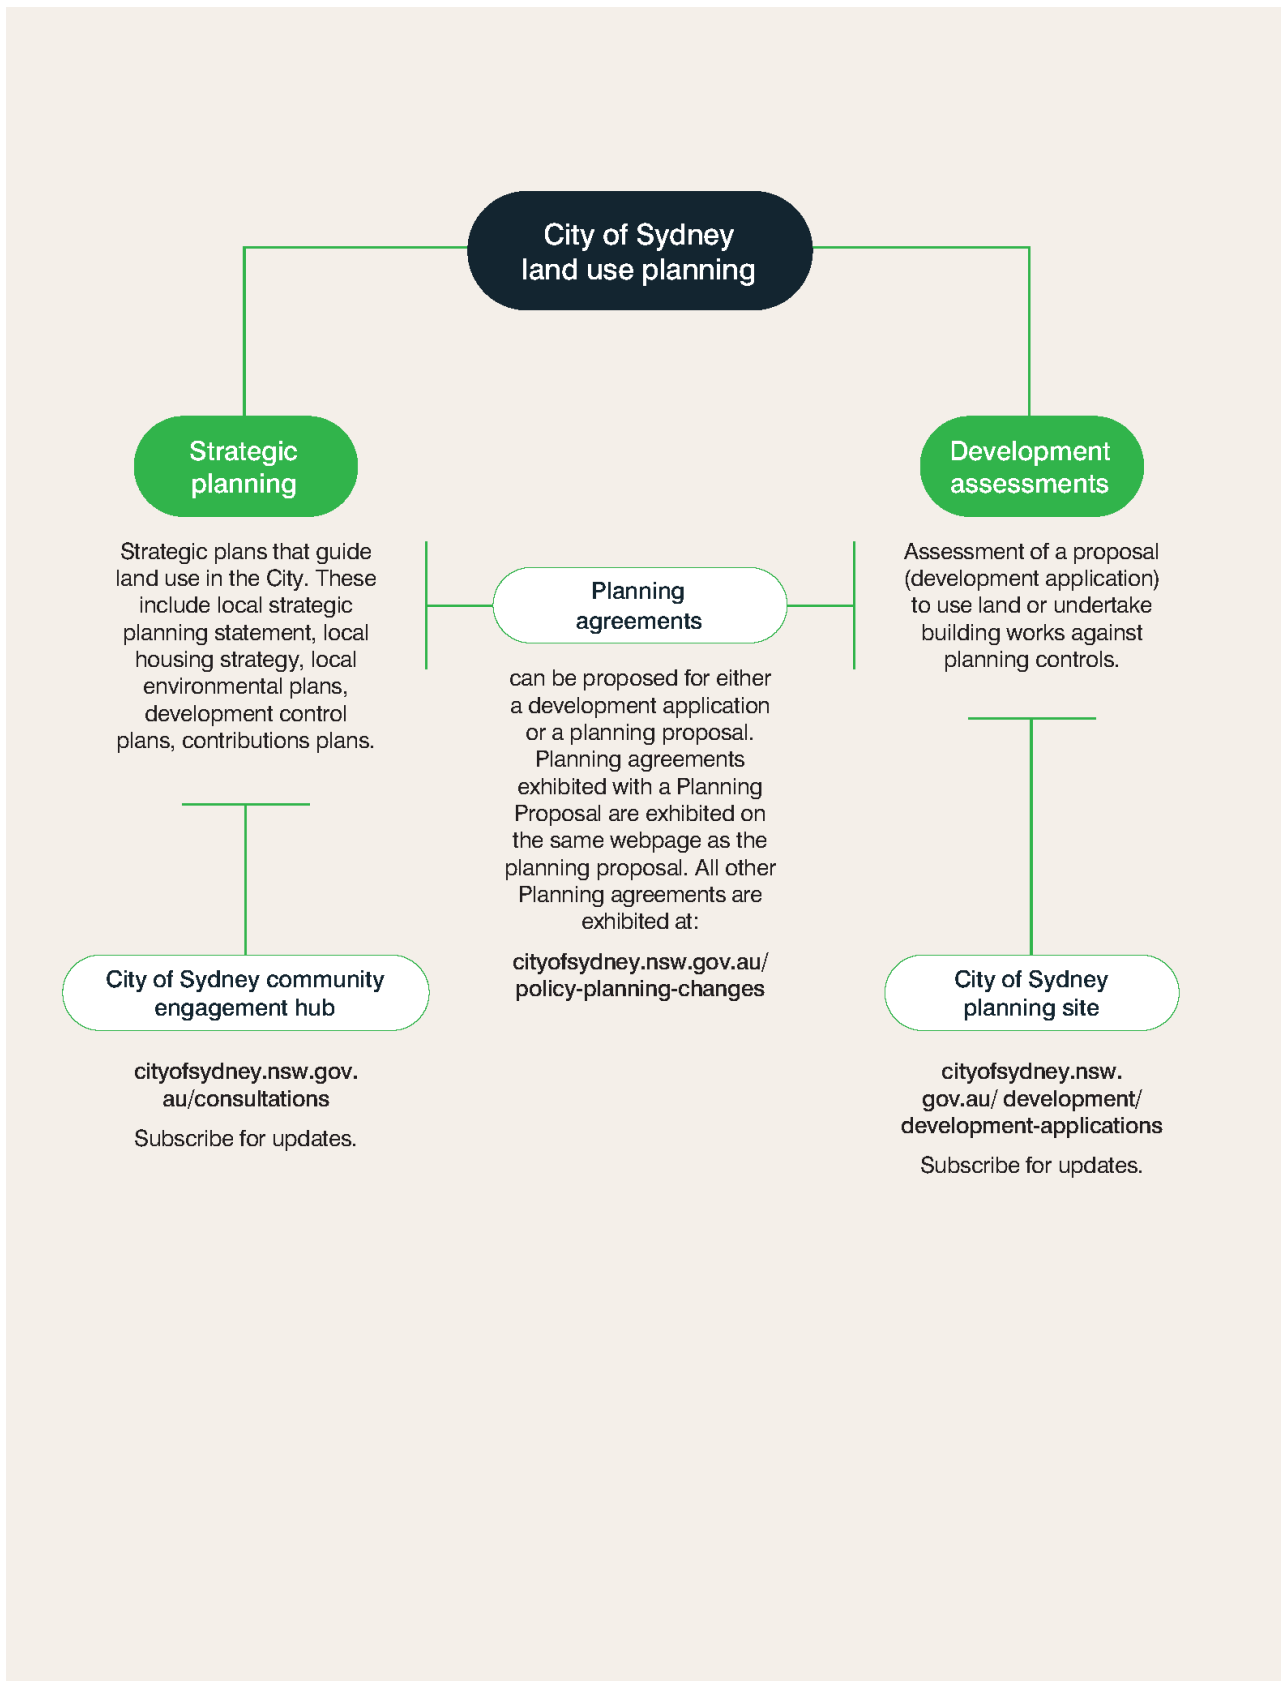 City of Sydney
land use planning
Strategic
planning
Strategic plans that guide
land use in the City. These
include local strategic
planning statement, local
housing strategy, local
environmental plans,
development control
plans, contributions plans.
City of Sydney community
engagement hub
cityofsydney.nsw.gov.
au/consultations
Subscribe for updates.
Planning
agreements
can be proposed for either
a development application
or a planning proposal.
Planning agreements
exhibited with a Planning
Proposal are exhibited on
the same webpage as the
planning proposal. All other
Planning agreements are
exhibited at:
cityofsydney.nsw.gov.au/
policy-planning-changes
Development
assessments
Assessment of a proposal
(development application)
to use land or undertake
building works against
planning controls.
City of Sydney
planning site
cityofsydney.nsw.
gov.au/ development/
development-applications
Subscribe for updates.